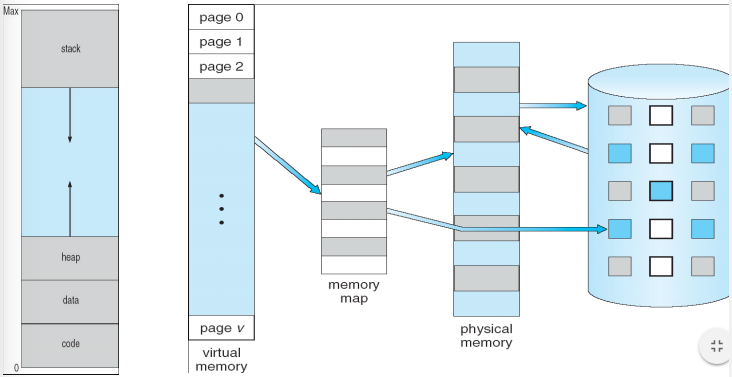 Max
stack
heap
data
code
0
page 0
page 1
page 2
page v
virtual
memory
memory
map
physical
memory